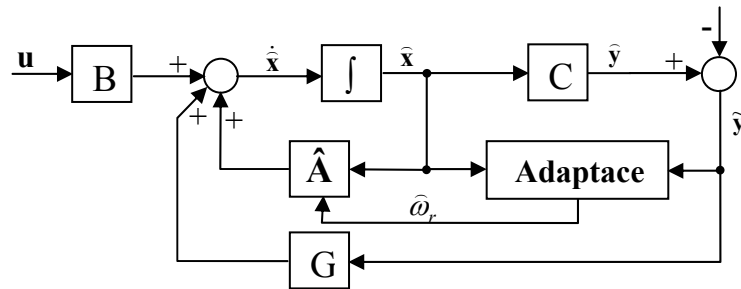 -
u B + ẋ̂ ∫ x̂ C ŷ +
+ +
Â Adaptace ỹ
ω̂r
G